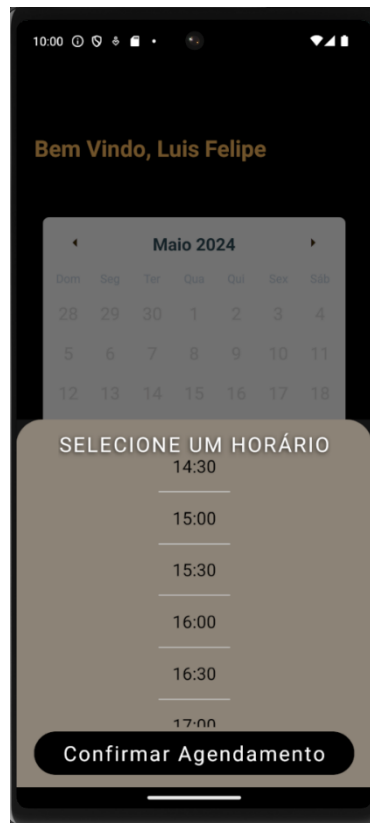 10:00
Bem Vindo, Luis Felipe
Maio 2024
Dom Seg Ter Qua Qui Sex Sáb
28 29 30 1 2 3 4
5 6 7 8 9 10 11
12 13 14 15 16 17 18
SELECIONE UM HORÁRIO
14:30
15:00
15:30
16:00
16:30
17:00
Confirmar Agendamento